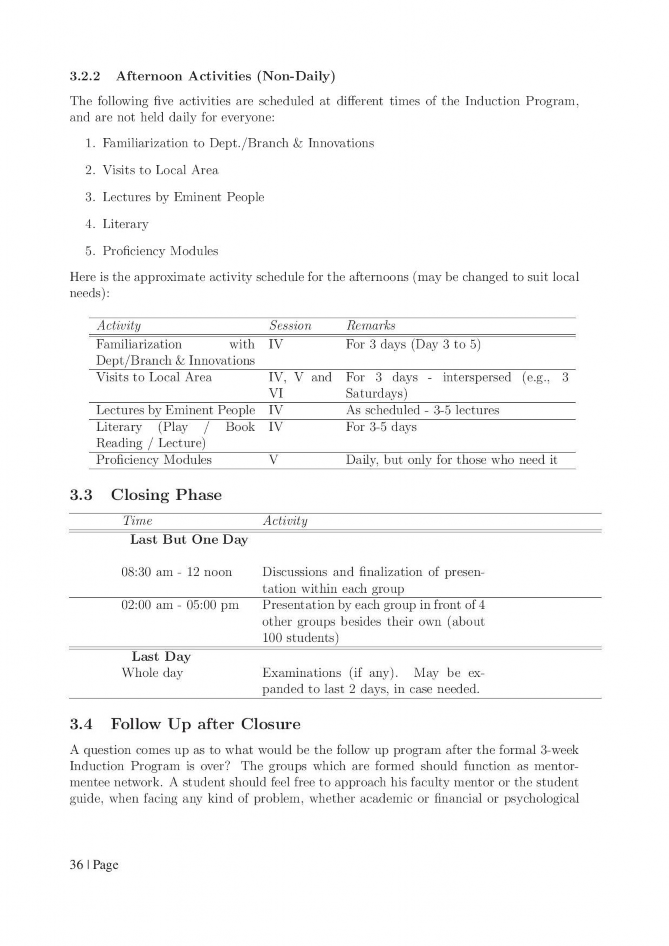 3.2.2 Afternoon Activities (Non-Daily)
The following five activities are scheduled at different times of the Induction Program,
and are not held daily for everyone:
1. Familiarization to Dept./Branch & Innovations
2. Visits to Local Area
3. Lectures by Eminent People
4. Literary
5. Proficiency Modules
Here is the approximate activity schedule for the afternoons (may be changed to suit local
needs):
Activity Session Remarks
Familiarization with IV For 3 days (Day 3 to 5)
Dept/Branch & Innovations
Visits to Local Area IV, V and For 3 days - interspersed (e.g., 3
VI Saturdays)
Lectures by Eminent People IV As scheduled - 3-5 lectures
Literary (Play / Book IV For 3-5 days
Reading / Lecture)
Proficiency Modules V Daily, but only for those who need it
3.3 Closing Phase
Time Activity
Last But One Day
08:30 am - 12 noon Discussions and finalization of presen-
tation within each group
02:00 am - 05:00 pm Presentation by each group in front of 4
other groups besides their own (about
100 students)
Last Day
Whole day Examinations (if any). May be ex-
panded to last 2 days, in case needed.
3.4 Follow Up after Closure
A question comes up as to what would be the follow up program after the formal 3-week
Induction Program is over? The groups which are formed should function as mentor-
mentee network. A student should feel free to approach his faculty mentor or the student
guide, when facing any kind of problem, whether academic or financial or psychological
36 | Page